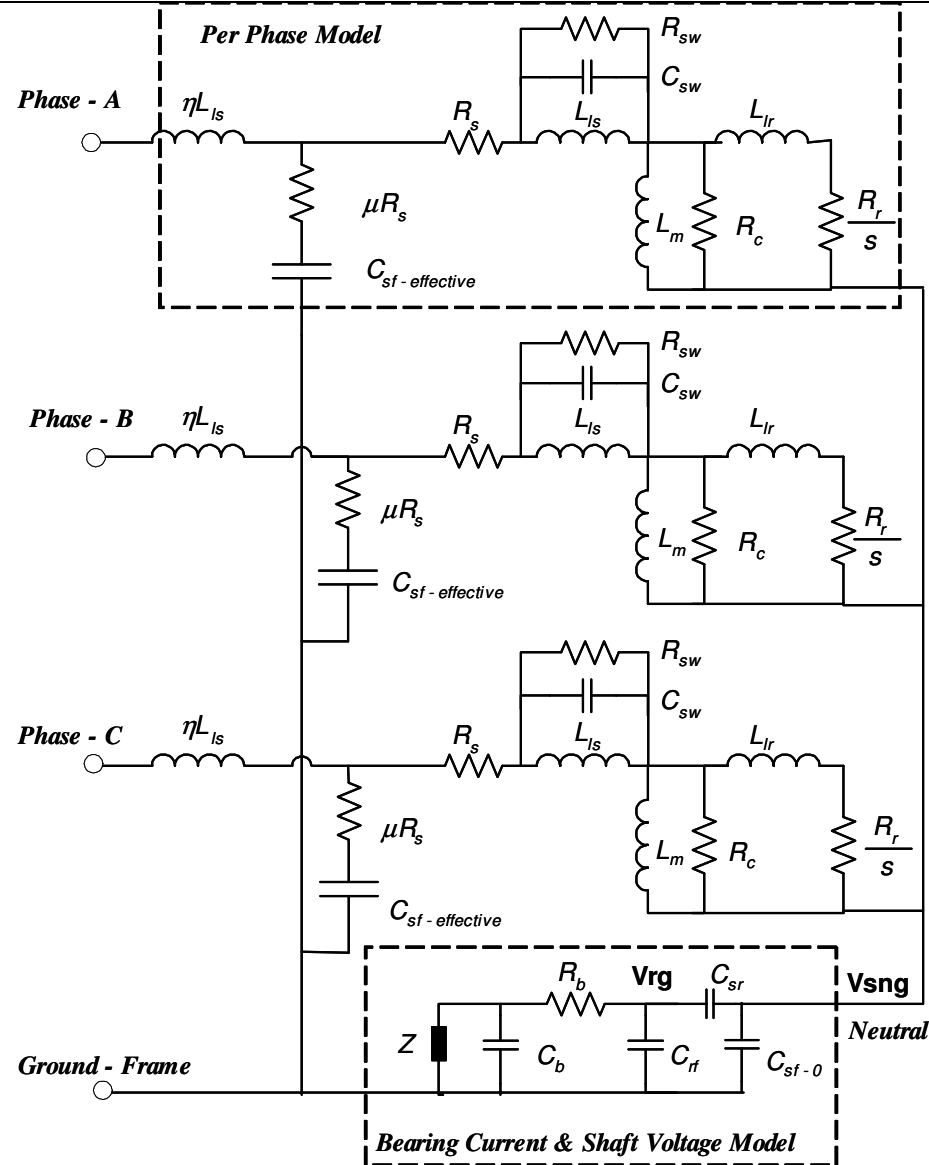 Per Phase Model
R_sw
C_sw
Phase - A
ηL_ls
R_s
L_ls
L_lr
μR_s
L_m
R_c
R_r
s
C_sf - effective
R_sw
C_sw
Phase - B
ηL_ls
R_s
L_ls
L_lr
μR_s
L_m
R_c
R_r
s
C_sf - effective
R_sw
C_sw
Phase - C
ηL_ls
R_s
L_ls
L_lr
μR_s
L_m
R_c
R_r
s
C_sf - effective
R_b
Vrg
C_sr
Vsng
Neutral
Z
C_b
C_rf
C_sf - 0
Ground - Frame
Bearing Current & Shaft Voltage Model